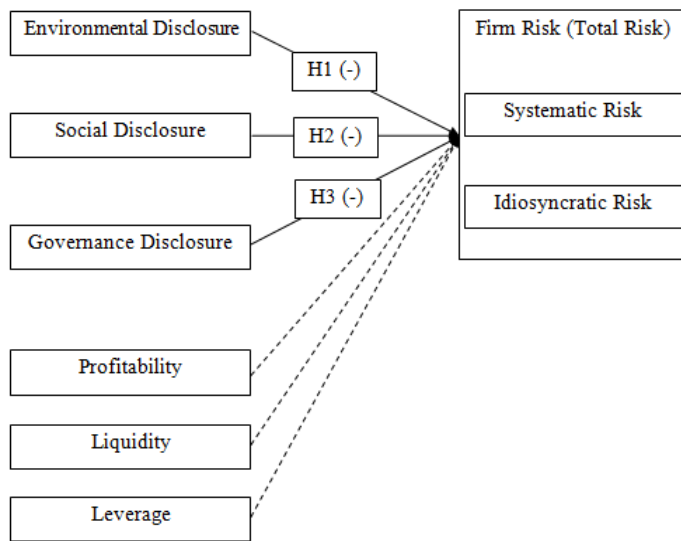 Environmental Disclosure
H1 (-)
Social Disclosure
H2 (-)
H3 (-)
Governance Disclosure
Profitability
Liquidity
Leverage
Firm Risk (Total Risk)
Systematic Risk
Idiosyncratic Risk